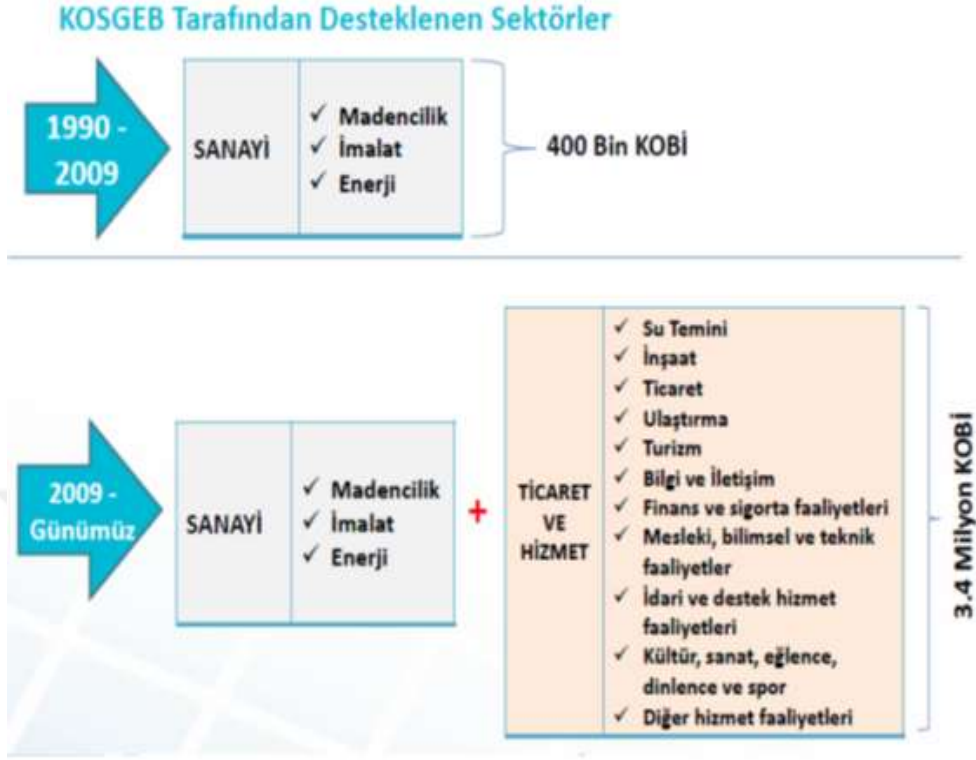 KOSGEB Tarafından Desteklenen Sektörler
1990 -
2009
SANAYİ
✓ Madencilik
✓ İmalat
✓ Enerji
400 Bin KOBİ
2009 -
Günümüz
SANAYİ
✓ Madencilik
✓ İmalat
✓ Enerji
+
TİCARET
VE
HİZMET
✓ Su Temini
✓ İnşaat
✓ Ticaret
✓ Ulaştırma
✓ Turizm
✓ Bilgi ve İletişim
✓ Finans ve sigorta faaliyetleri
✓ Mesleki, bilimsel ve teknik
faaliyetler
✓ İdari ve destek hizmet
faaliyetleri
✓ Kültür, sanat, eğlence,
dinlence ve spor
✓ Diğer hizmet faaliyetleri
3.4 Milyon KOBİ